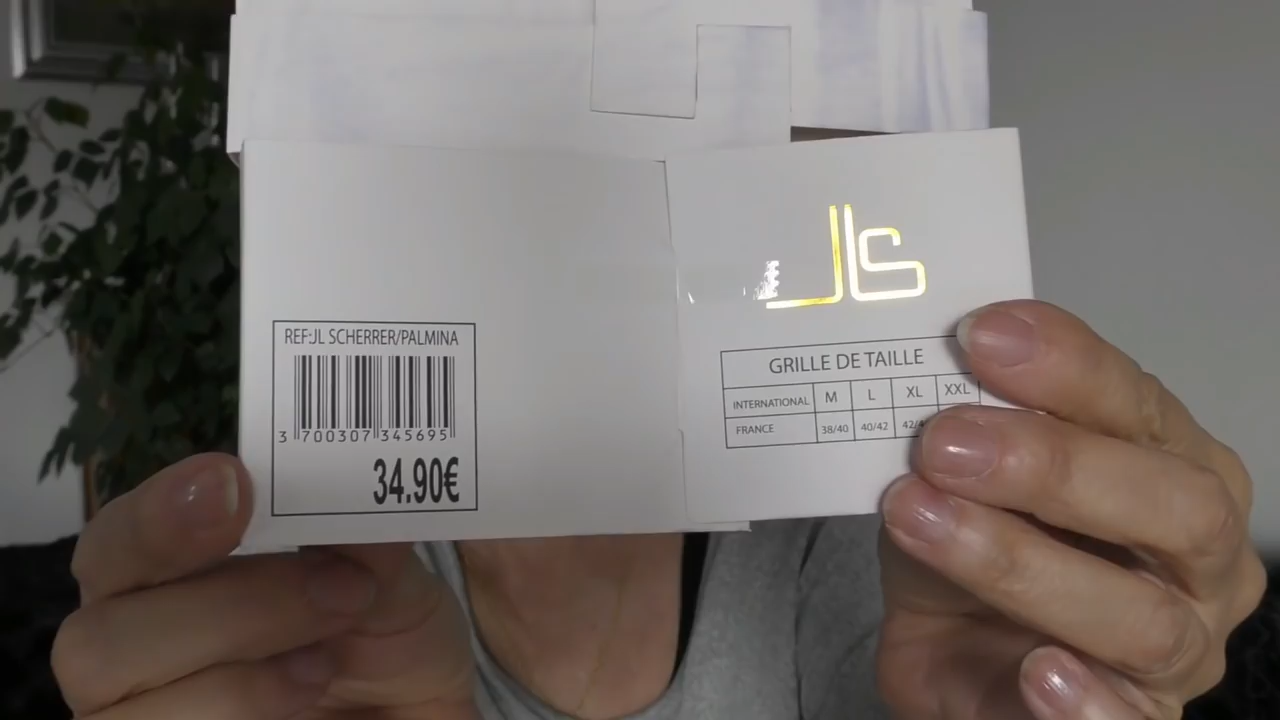 REF:JL SCHERRER/PALMINA
3 700307 345695
34.90€
JLS
GRILLE DE TAILLE
INTERNATIONAL M L XL XXL
FRANCE 38/40 40/42